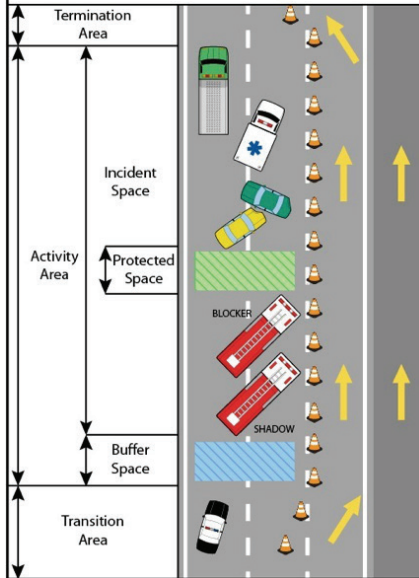 Termination
Area
Incident
Space
Activity
Area
Protected
Space
BLOCKER
SHADOW
Buffer
Space
Transition
Area